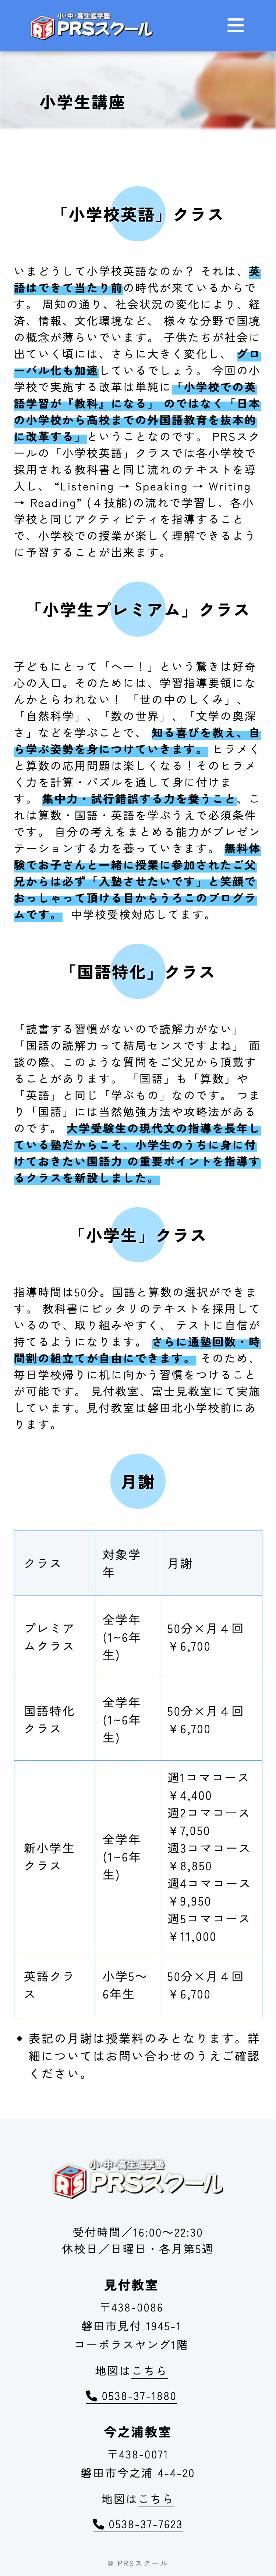 小・中・高生進学塾
PRSスクール
小学生講座
「小学校英語」クラス
いまどうして小学校英語なのか？ それは、英
語はできて当たり前の時代が来ているからで
す。 周知の通り、社会状況の変化により、経
済、情報、文化環境など、 様々な分野で国境
の概念が薄らいでいます。 子供たちが社会に
出ていく頃には、さらに大きく変化し、 グロ
ーバル化も加速しているでしょう。 今回の小
学校で実施する改革は単純に「小学校での英
語学習が『教科』になる」 のではなく「日本
の小学校から高校までの外国語教育を抜本的
に改革する」ということなのです。 PRSスク
ールの「小学校英語」クラスでは各小学校で
採用される教科書と同じ流れのテキストを導
入し、 “Listening → Speaking → Writing
→ Reading” (４技能)の流れで学習し、各小
学校と同じアクティビティを指導すること
で、小学校での授業が楽しく理解できるよう
に予習することが出来ます。
「小学生プレミアム」クラス
子どもにとって「へー！」という驚きは好奇
心の入口。そのためには、学習指導要領にな
んかとらわれない！ 「世の中のしくみ」、
「自然科学」、「数の世界」、「文学の奥深
さ」などを学ぶことで、 知る喜びを教え、自
ら学ぶ姿勢を身につけていきます。 ヒラメく
と算数の応用問題は楽しくなる！そのヒラメ
く力を計算・パズルを通して身に付けま
す。 集中力・試行錯誤する力を養うこと、こ
れは算数・国語・英語を学ぶうえで必須条件
です。 自分の考えをまとめる能力がプレゼン
テーションする力を養っていきます。 無料体
験でお子さんと一緒に授業に参加されたご父
兄からは必ず「入塾させたいです」と笑顔で
おっしゃって頂ける目からうろこのプログラ
ムです。 中学校受検対応してます。
「国語特化」クラス
「読書する習慣がないので読解力がない」
「国語の読解力って結局センスですよね」 面
談の際、このような質問をご父兄から頂戴す
ることがあります。 「国語」も「算数」や
「英語」と同じ「学ぶもの」なのです。 つま
り「国語」には当然勉強方法や攻略法がある
のです。 大学受験生の現代文の指導を長年し
ている塾だからこそ、小学生のうちに身に付
けておきたい国語力 の重要ポイントを指導す
るクラスを新設しました。
「小学生」クラス
指導時間は50分。国語と算数の選択ができま
す。 教科書にピッタリのテキストを採用して
いるので、取り組みやすく、 テストに自信が
持てるようになります。 さらに通塾回数・時
間割の組立てが自由にできます。 そのため、
毎日学校帰りに机に向かう習慣をつけること
が可能です。 見付教室、富士見教室にて実施
しています。見付教室は磐田北小学校前にあ
ります。
月謝
クラス
対象学
年
月謝
プレミア
ムクラス
全学年
(1~6年
生)
50分×月４回
￥6,700
国語特化
クラス
全学年
(1~6年
生)
50分×月４回
￥6,700
新小学生
クラス
全学年
(1~6年
生)
週1コマコース
￥4,400
週2コマコース
￥7,050
週3コマコース
￥8,850
週4コマコース
￥9,950
週5コマコース
￥11,000
英語クラ
ス
小学5〜
6年生
50分×月４回
￥6,700
• 表記の月謝は授業料のみとなります。詳
細についてはお問い合わせのうえご確認
ください。
小・中・高生進学塾
PRSスクール
受付時間／16:00〜22:30
休校日／日曜日・各月第5週
見付教室
〒438-0086
磐田市見付 1945-1
コーポラスヤング1階
地図はこちら
0538-37-1880
今之浦教室
〒438-0071
磐田市今之浦 4-4-20
地図はこちら
0538-37-7623
@ PRSスクール